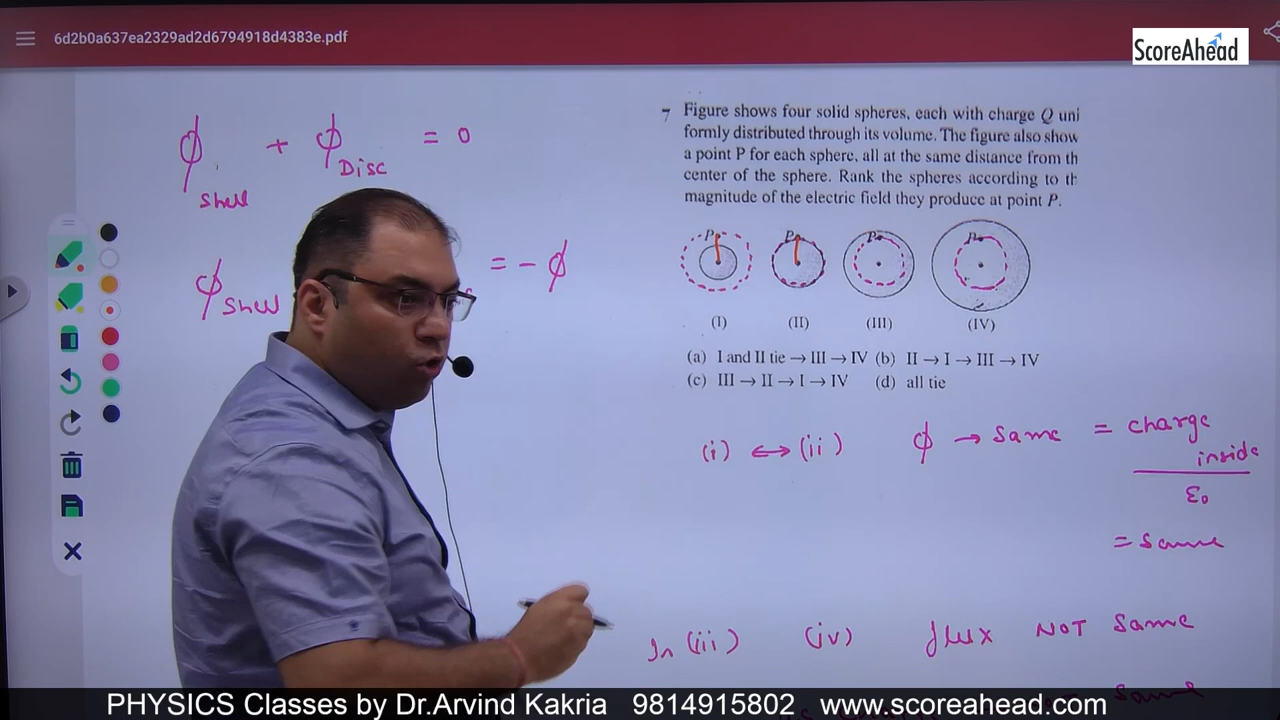 6d2b0a637ea2329ad2d6794918d4383e.pdf
ScoreAhead
ϕ Shell + ϕ Disc = 0
ϕ Shell = - ϕ
7 Figure shows four solid spheres, each with charge Q uni
formly distributed through its volume. The figure also show
a point P for each sphere, all at the same distance from th
center of the sphere. Rank the spheres according to th
magnitude of the electric field they produce at point P.
P P P P
(I) (II) (III) (IV)
(a) I and II tie → III → IV (b) II → I → III → IV
(c) III → II → I → IV (d) all tie
(i) ↔ (ii) ϕ → Same = charge inside
ε₀
= same
In (iii) (iv) flux NOT Same
same
PHYSICS Classes by Dr.Arvind Kakria 9814915802 www.scoreahead.com